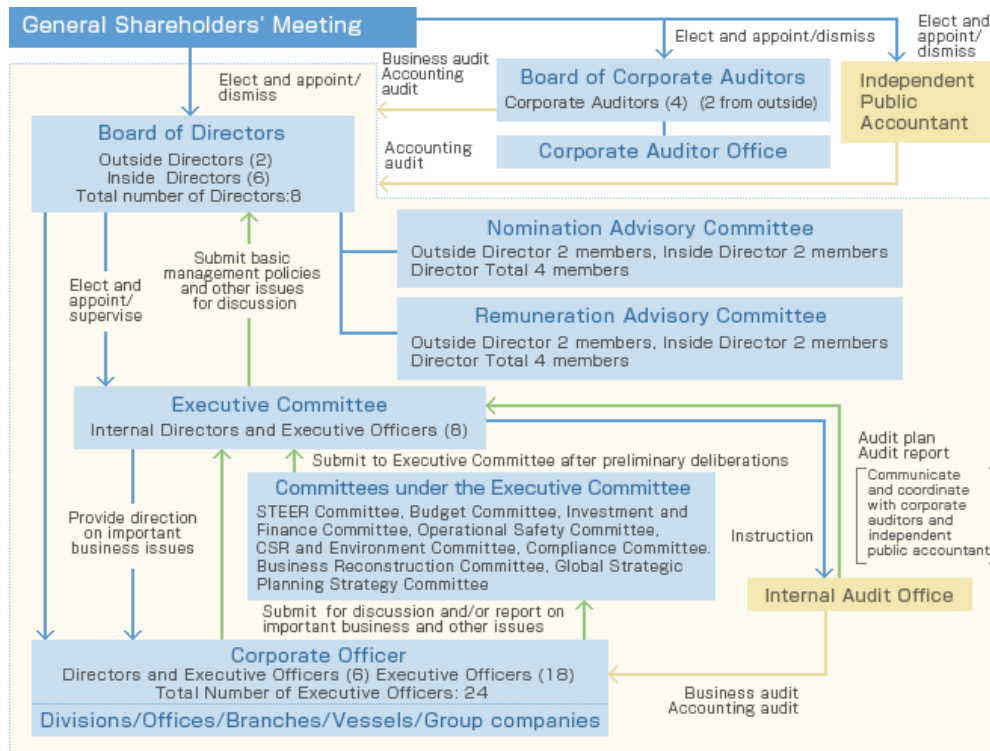 General Shareholders' Meeting
Elect and appoint/dismiss
Elect and
appoint/
dismiss
Business audit
Accounting
audit
Elect and appoint/
dismiss
Board of Corporate Auditors
Corporate Auditors (4) (2 from outside)
Independent
Public
Accountant
Board of Directors
Outside Directors (2)
Inside Directors (6)
Total number of Directors:8
Accounting
audit
Corporate Auditor Office
Nomination Advisory Committee
Outside Director 2 members, Inside Director 2 members
Director Total 4 members
Submit basic
management policies
and other issues
for discussion
Elect and
appoint/
supervise
Remuneration Advisory Committee
Outside Director 2 members, Inside Director 2 members
Director Total 4 members
Executive Committee
Internal Directors and Executive Officers (8)
Submit to Executive Committee after preliminary deliberations
Audit plan
Audit report
Communicate
and coordinate
with corporate
auditors and
independent
public accountant
Committees under the Executive Committee
STEER Committee, Budget Committee, Investment and
Finance Committee, Operational Safety Committee,
CSR and Environment Committee, Compliance Committee.
Business Reconstruction Committee, Global Strategic
Planning Strategy Committee
Provide direction
on important
business issues
Instruction
Internal Audit Office
Submit for discussion and/or report on
important business and other issues
Corporate Officer
Directors and Executive Officers (6) Executive Officers (18)
Total Number of Executive Officers: 24
Business audit
Accounting audit
Divisions/Offices/Branches/Vessels/Group companies